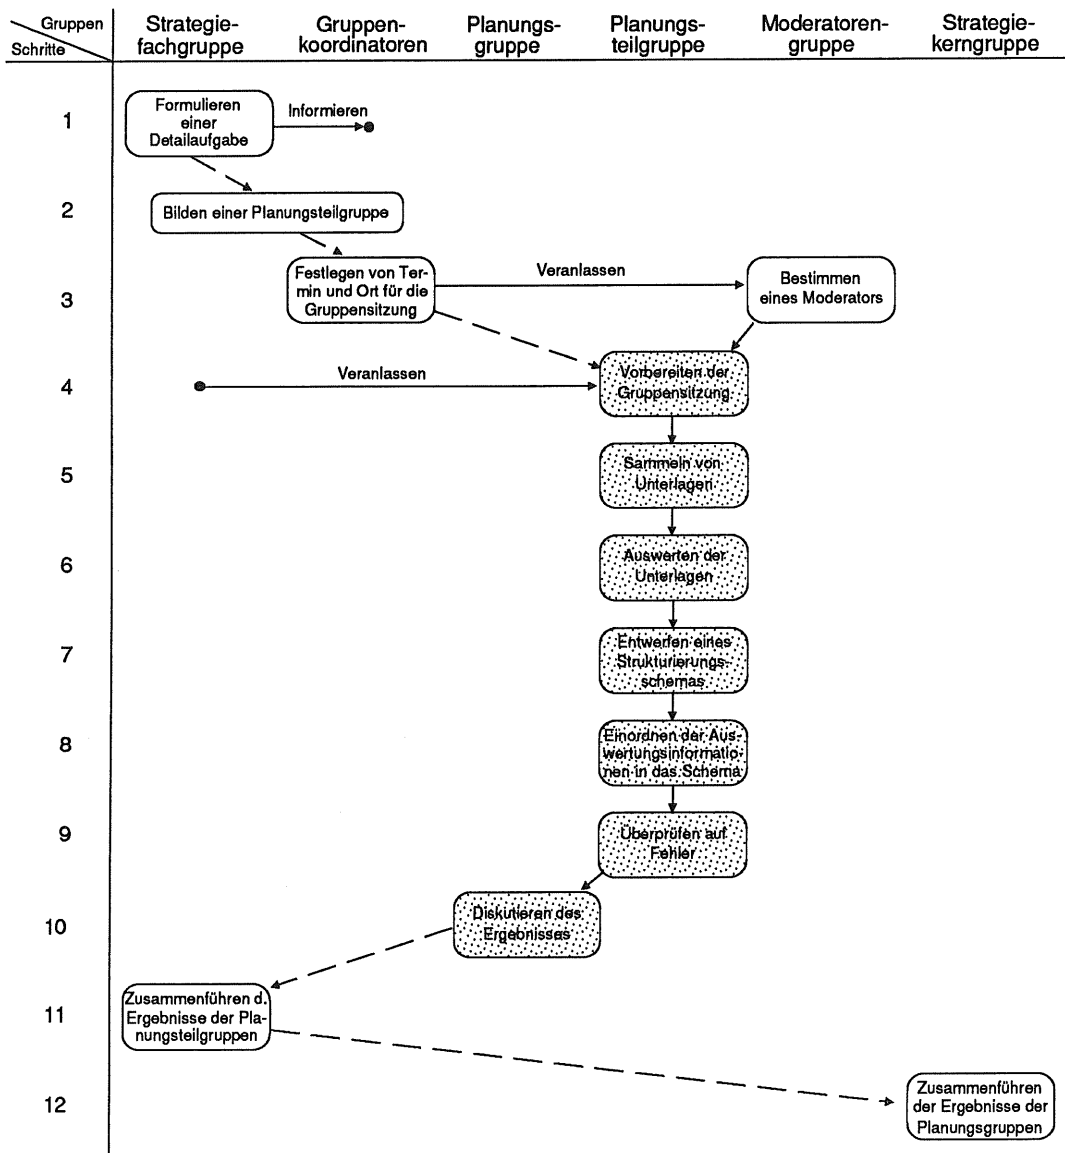 Gruppen
Schritte
Strategie-
fachgruppe
Gruppen-
koordinatoren
Planungs-
gruppe
Planungs-
teilgruppe
Moderatoren-
gruppe
Strategie-
kerngruppe
1
Formulieren
einer
Detailaufgabe
Informieren
2
Bilden einer Planungsteilgruppe
3
Festlegen von Ter-
min und Ort für die
Gruppensitzung
Veranlassen
Bestimmen
eines Moderators
4
Veranlassen
Vorbereiten der
Gruppensitzung
5
Sammeln von
Unterlagen
6
Auswerten der
Unterlagen
7
Entwerfen eines
Strukturierungs-
schemas
8
Einordnen der Aus-
wertungsinformatio-
nen in das Schema
9
Überprüfen auf
Fehler
10
Diskutieren des
Ergebnisses
11
Zusammenführen d.
Ergebnisse der Pla-
nungsteilgruppen
12
Zusammenführen
der Ergebnisse der
Planungsgruppen